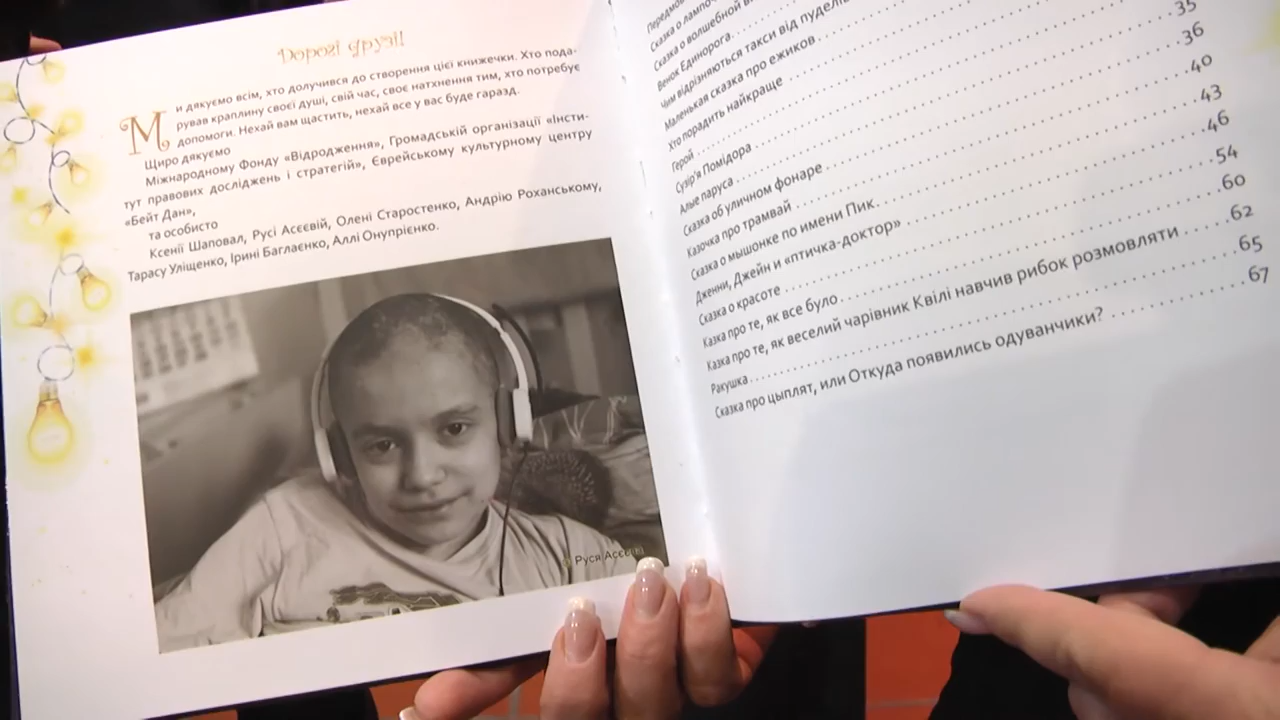 Дорогі друзі!
Ми дякуємо всім, хто долучився до створення цієї книжечки. Хто пода-
рував краплину своєї душі, свій час, своє натхнення тим, хто потребує
допомоги. Нехай вам щастить, нехай все у вас буде гаразд.
Щиро дякуємо
Міжнародному Фонду «Відродження», Громадській організації «Інсти-
тут правових досліджень і стратегій», Єврейському культурному центру
«Бейт Дан»,
та особисто
Ксенії Шаповал, Русі Асєєвій, Олені Старостенко, Андрію Роханському,
Тарасу Уліщенко, Ірині Баглаєнко, Аллі Онупрієнко.
Руся Асєєва
Сказка о волшебной
Венок Единорога
Чим відрізняються такси від пуделів
Маленькая сказка про ежиков
Хто порадить найкраще
Герой 35
Сузір'я Помідора 36
Алые паруса 40
Сказка об уличном фонаре 43
Казочка про трамвай 46
Сказка о мышонке по имени Пик 54
Дженни, Джейн и «птичка-доктор»
Сказка о красоте 60
Казка про те, як все було 62
Казка про те, як веселий чарівник Квілі навчив рибок розмовляти
Ракушка 65
Сказка про цыплят, или Откуда появились одуванчики? 67